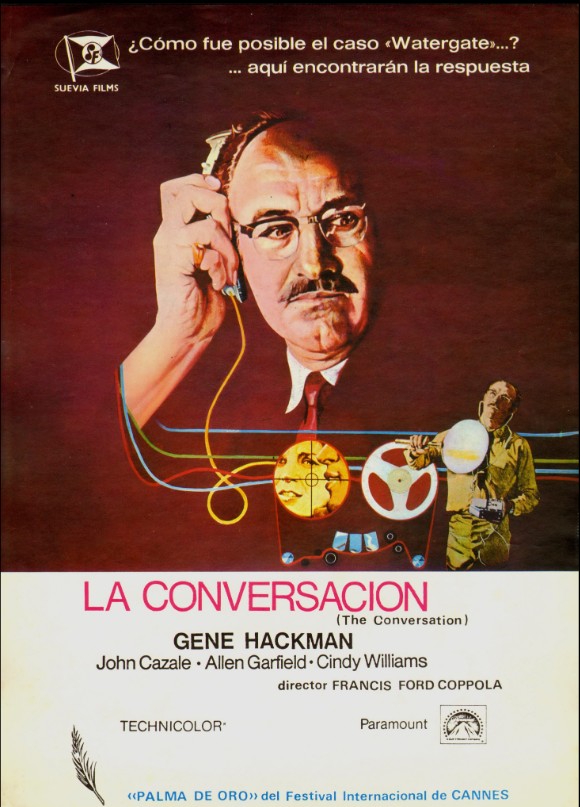 SF
SUEVIA FILMS
¿Cómo fue posible el caso «Watergate»...?
... aquí encontrarán la respuesta
LA CONVERSACION
(The Conversation)
GENE HACKMAN
John Cazale · Allen Garfield · Cindy Williams
director FRANCIS FORD COPPOLA
TECHNICOLOR®
Paramount
«PALMA DE ORO» del Festival Internacional de CANNES